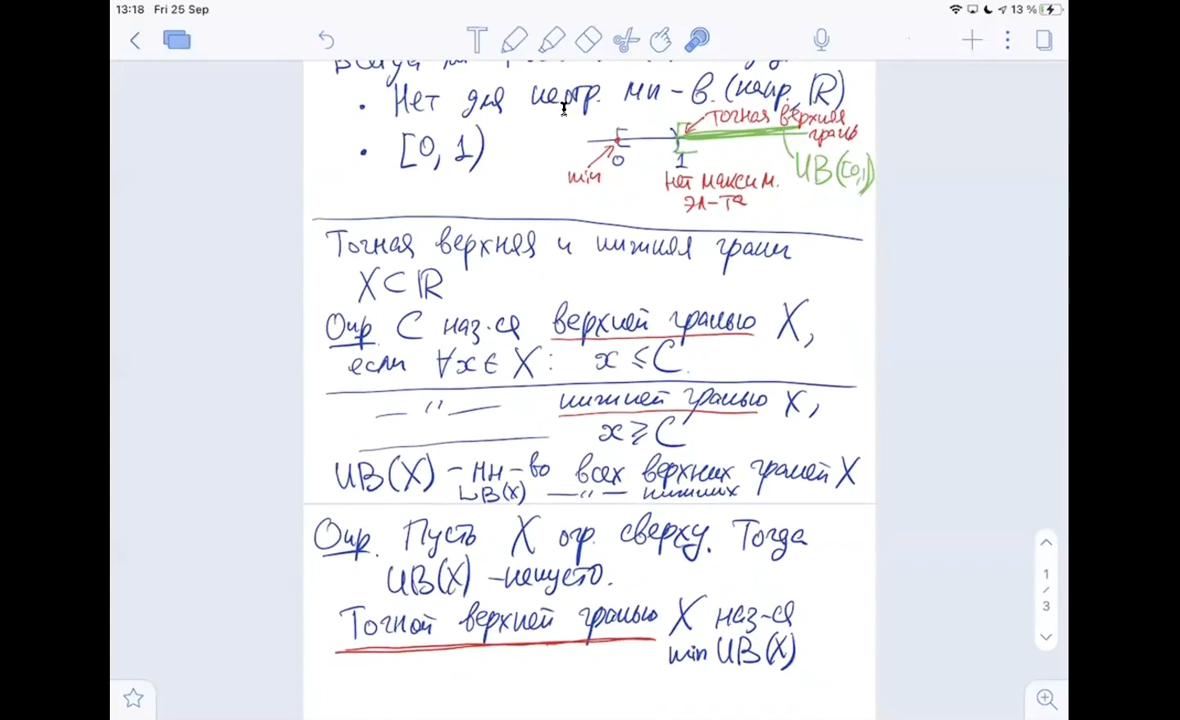 13:18 Fri 25 Sep
13 %
• Нет для неогр. мн-в. (напр., ℝ)
• [0, 1)
0
1
min
точная верхняя
грань
UB([0,1))
нет максим.
эл-та
Точная верхняя и нижняя грани
X⊂ℝ
Опр. C наз-ся верхней гранью X,
если ∀x∈X: x ≤ C.
— " — нижней гранью X,
x ⩾ C
UB(X) – мн-во всех верхних граней X
LB(X) — " — нижних
Опр. Пусть X огр. сверху. Тогда
UB(X) – непусто.
Точной верхней гранью X наз-ся
min UB(X)
1
/
3